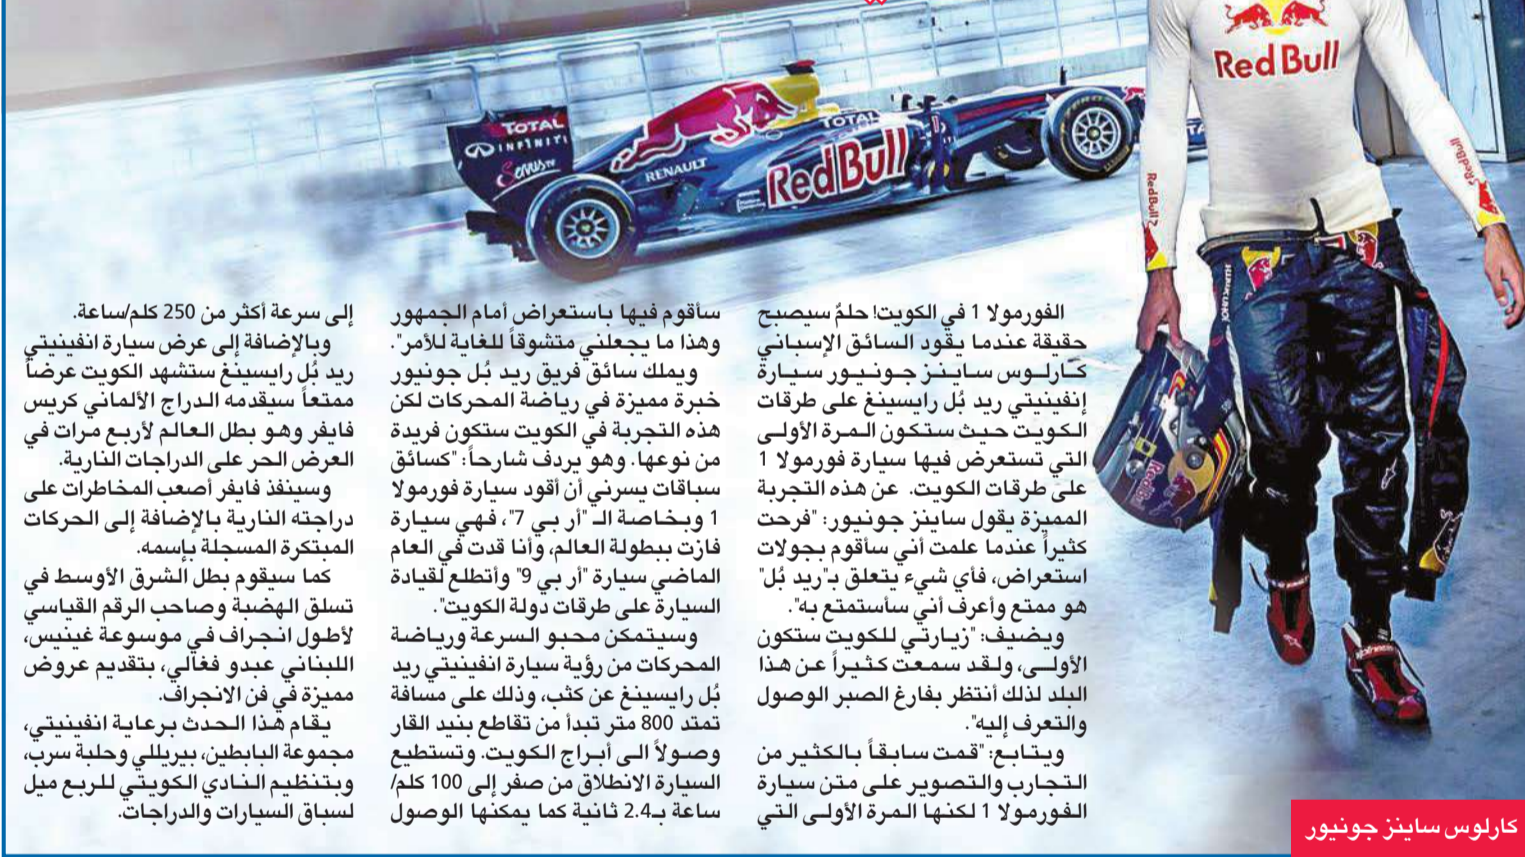 Red Bull
TOTAL
INFINITI
Servus TV
RENAULT
TOTAL
Red Bull
RedBull
RedBull
الفورمولا 1 في الكويت! حلمٌ سيصبح
حقيقة عندما يقود السائق الإسباني
كارلوس ساينز جونيور سيارة
إنفينيتي ريد بُل رايسينغ على طرقات
الكويت حيث ستكون المرة الأولى
التي تستعرض فيها سيارة فورمولا 1
على طرقات الكويت. عن هذه التجربة
المميزة يقول ساينز جونيور: "فرحت
كثيراً عندما علمت أني سأقوم بجولات
استعراض، فأي شيء يتعلق بـ"ريد بُل"
هو ممتع وأعرف أني سأستمتع به".
ويضيف: "زيارتي للكويت ستكون
الأولى، ولقد سمعت كثيراً عن هذا
البلد لذلك أنتظر بفارغ الصبر الوصول
والتعرف إليه".
ويتابع: "قمت سابقاً بالكثير من
التجارب والتصوير على متن سيارة
الفورمولا 1 لكنها المرة الأولى التي
سأقوم فيها باستعراض أمام الجمهور
وهذا ما يجعلني متشوقاً للغاية للأمر".
ويملك سائق فريق ريد بُل جونيور
خبرة مميزة في رياضة المحركات لكن
هذه التجربة في الكويت ستكون فريدة
من نوعها. وهو يردف شارحاً: "كسائق
سباقات يسرني أن أقود سيارة فورمولا
1 وبخاصة الـ "أر بي 7"، فهي سيارة
فازت ببطولة العالم، وأنا قدت في العام
الماضي سيارة "أر بي 9" وأتطلع لقيادة
السيارة على طرقات دولة الكويت".
وسيتمكن محبو السرعة ورياضة
المحركات من رؤية سيارة انفينيتي ريد
بُل رايسينغ عن كثب، وذلك على مسافة
تمتد 800 متر تبدأ من تقاطع بنيد القار
وصولاً الى أبراج الكويت. وتستطيع
السيارة الانطلاق من صفر إلى 100 كلم/
ساعة بـ2.4 ثانية كما يمكنها الوصول
إلى سرعة أكثر من 250 كلم/ساعة.
وبالإضافة إلى عرض سيارة انفينيتي
ريد بُل رايسينغ ستشهد الكويت عرضاً
ممتعاً سيقدمه الدراج الألماني كريس
فايفر وهو بطل العالم لأربع مرات في
العرض الحر على الدراجات النارية.
وسينفذ فايفر أصعب المخاطرات على
دراجته النارية بالإضافة إلى الحركات
المبتكرة المسجلة بإسمه.
كما سيقوم بطل الشرق الأوسط في
تسلق الهضبة وصاحب الرقم القياسي
لأطول انجراف في موسوعة غينيس،
اللبناني عبدو فغالي، بتقديم عروض
مميزة في فن الانجراف.
يقام هذا الحدث برعاية انفينيتي،
مجموعة البابطين، بيريللي وحلبة سرب،
وبتنظيم النادي الكويتي للربع ميل
لسباق السيارات والدراجات.
كارلوس ساينز جونيور